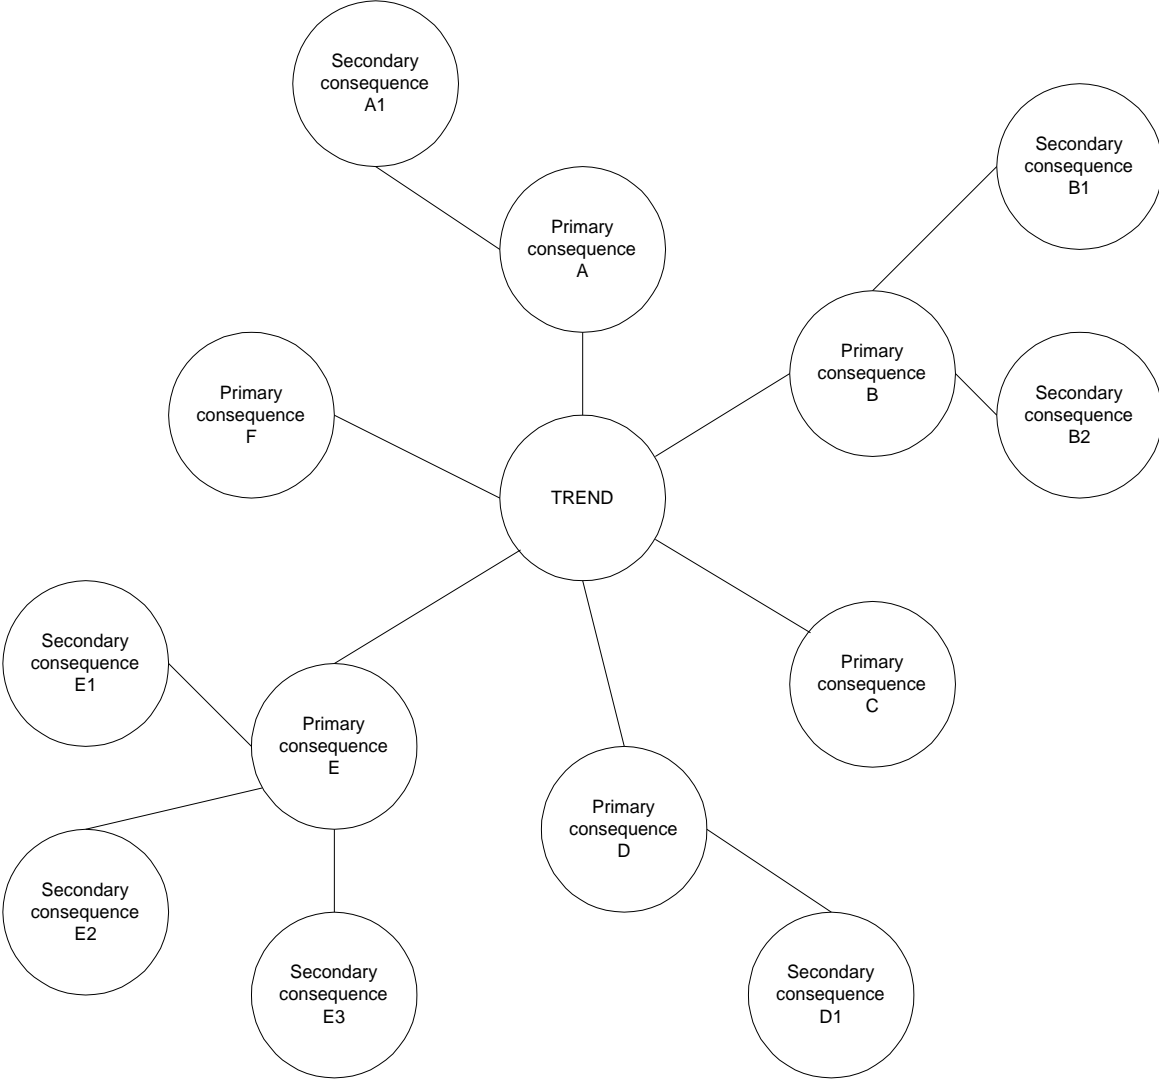 Secondary
consequence
A1
Secondary
consequence
B1
Primary
consequence
A
Primary
consequence
B
Primary
consequence
F
Secondary
consequence
B2
TREND
Secondary
consequence
E1
Primary
consequence
C
Primary
consequence
E
Primary
consequence
D
Secondary
consequence
E2
Secondary
consequence
E3
Secondary
consequence
D1